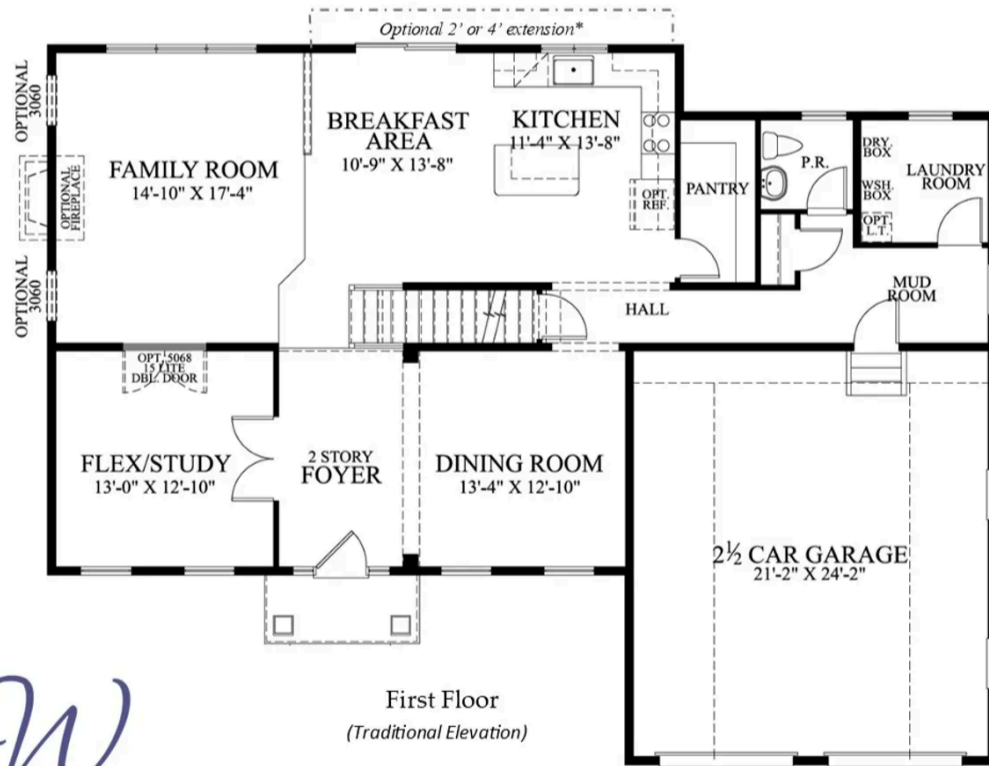 Optional 2' or 4' extension*
OPTIONAL
3060
FAMILY ROOM
14'-10" X 17'-4"
OPTIONAL
FIREPLACE
OPTIONAL
3060
BREAKFAST
AREA
10'-9" X 13'-8"
KITCHEN
11'-4" X 13'-8"
OPT.
REF.
PANTRY
P.R.
DRY.
BOX
WSH.
BOX
OPT.
L.T.
LAUNDRY
ROOM
MUD
ROOM
HALL
OPT. 5068
15 LITE
DBL. DOOR
FLEX/STUDY
13'-0" X 12'-10"
2 STORY
FOYER
DINING ROOM
13'-4" X 12'-10"
2½ CAR GARAGE
21'-2" X 24'-2"
First Floor
(Traditional Elevation)
W